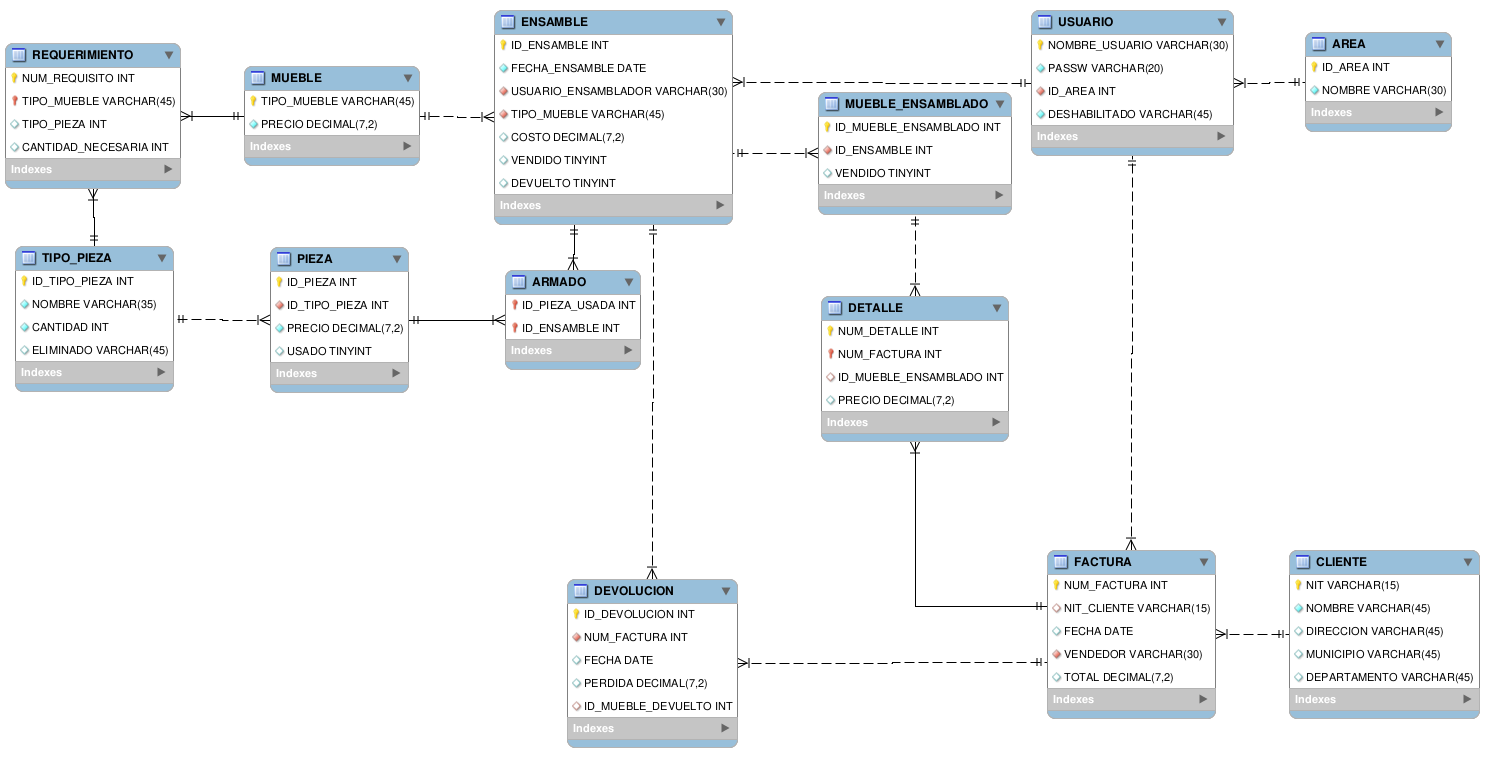 REQUERIMIENTO
NUM_REQUISITO INT
TIPO_MUEBLE VARCHAR(45)
TIPO_PIEZA INT
CANTIDAD_NECESARIA INT
Indexes
MUEBLE
TIPO_MUEBLE VARCHAR(45)
PRECIO DECIMAL(7,2)
Indexes
ENSAMBLE
ID_ENSAMBLE INT
FECHA_ENSAMBLE DATE
USUARIO_ENSAMBLADOR VARCHAR(30)
TIPO_MUEBLE VARCHAR(45)
COSTO DECIMAL(7,2)
VENDIDO TINYINT
DEVUELTO TINYINT
Indexes
MUEBLE_ENSAMBLADO
ID_MUEBLE_ENSAMBLADO INT
ID_ENSAMBLE INT
VENDIDO TINYINT
Indexes
USUARIO
NOMBRE_USUARIO VARCHAR(30)
PASSW VARCHAR(20)
ID_AREA INT
DESHABILITADO VARCHAR(45)
Indexes
AREA
ID_AREA INT
NOMBRE VARCHAR(30)
Indexes
TIPO_PIEZA
ID_TIPO_PIEZA INT
NOMBRE VARCHAR(35)
CANTIDAD INT
ELIMINADO VARCHAR(45)
Indexes
PIEZA
ID_PIEZA INT
ID_TIPO_PIEZA INT
PRECIO DECIMAL(7,2)
USADO TINYINT
Indexes
ARMADO
ID_PIEZA_USADA INT
ID_ENSAMBLE INT
Indexes
DETALLE
NUM_DETALLE INT
NUM_FACTURA INT
ID_MUEBLE_ENSAMBLADO INT
PRECIO DECIMAL(7,2)
Indexes
DEVOLUCION
ID_DEVOLUCION INT
NUM_FACTURA INT
FECHA DATE
PERDIDA DECIMAL(7,2)
ID_MUEBLE_DEVUELTO INT
Indexes
FACTURA
NUM_FACTURA INT
NIT_CLIENTE VARCHAR(15)
FECHA DATE
VENDEDOR VARCHAR(30)
TOTAL DECIMAL(7,2)
Indexes
CLIENTE
NIT VARCHAR(15)
NOMBRE VARCHAR(45)
DIRECCION VARCHAR(45)
MUNICIPIO VARCHAR(45)
DEPARTAMENTO VARCHAR(45)
Indexes